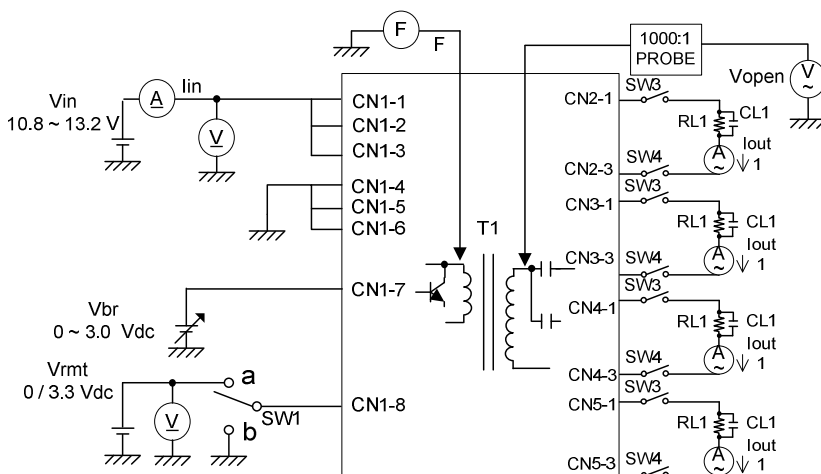 F
F
1000:1
PROBE
V
~
Vopen
Vin
10.8 ~ 13.2 V
A
Iin
V
CN1-1
CN1-2
CN1-3
CN1-4
CN1-5
CN1-6
CN1-7
CN1-8
Vbr
0 ~ 3.0 Vdc
Vrmt
0 / 3.3 Vdc
V
a
b
SW1
T1
CN2-1
SW3
RL1
CL1
A
~
Iout
1
CN2-3
SW4
CN3-1
SW3
RL1
CL1
A
~
Iout
1
CN3-3
SW4
CN4-1
SW3
RL1
CL1
A
~
Iout
1
CN4-3
SW4
CN5-1
SW3
RL1
CL1
A
~
Iout
1
CN5-3
SW4